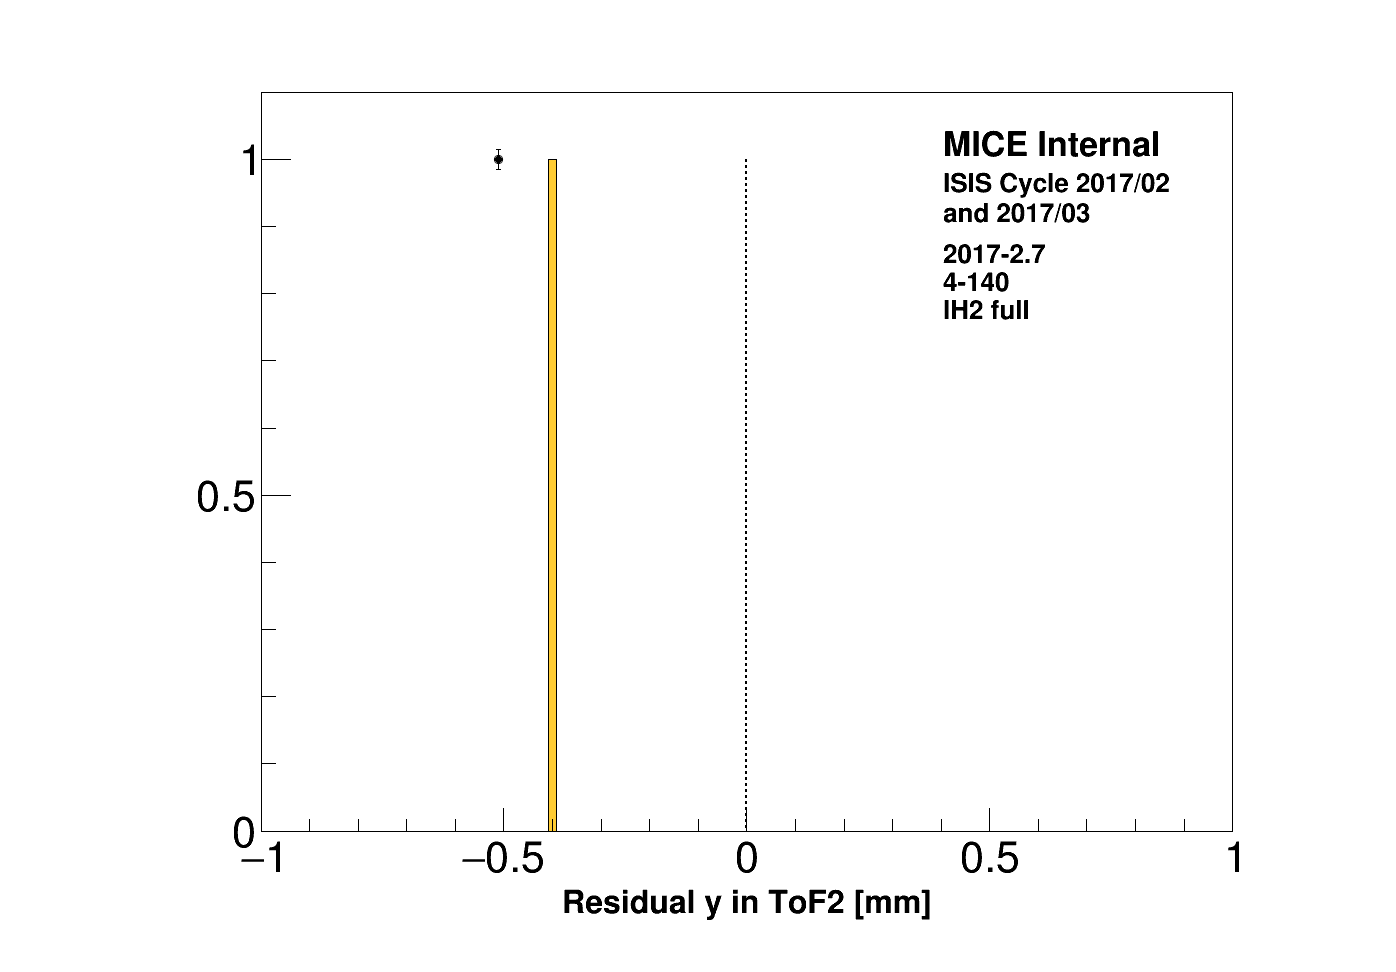 MICE Internal
ISIS Cycle 2017/02
and 2017/03
2017-2.7
4-140
lH2 full
1
0.5
0
−1
−0.5
0
0.5
1
Residual y in ToF2 [mm]